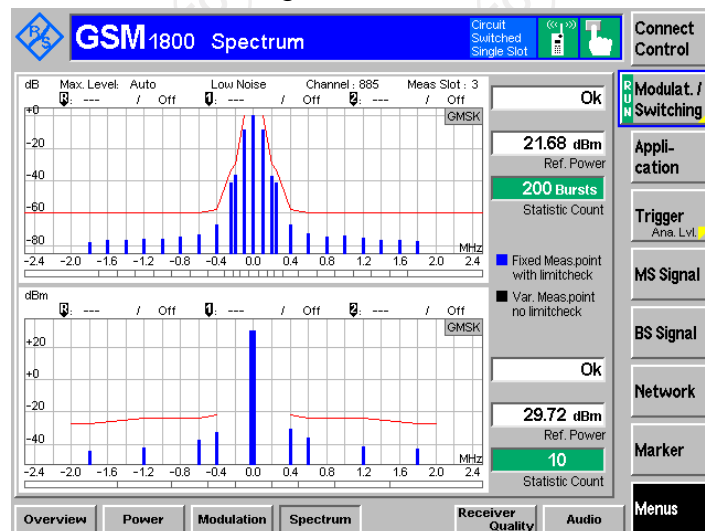 R&S GSM 1800 Spectrum
Circuit Switched Single Slot
Connect Control
dB Max. Level: Auto Low Noise Channel : 885 Meas Slot : 3
R: --- / Off 1: --- / Off 2: --- / Off
GMSK
+0
-20
-40
-60
-80
MHz
-2.4 -2.0 -1.6 -1.2 -0.8 -0.4 0.0 0.4 0.8 1.2 1.6 2.0 2.4
Ok
21.68 dBm
Ref. Power
200 Bursts
Statistic Count
Fixed Meas.point
with limitcheck
Var. Meas.point
no limitcheck
dBm
R: --- / Off 1: --- / Off 2: --- / Off
GMSK
+20
+0
-20
-40
MHz
-2.4 -2.0 -1.6 -1.2 -0.8 -0.4 0.0 0.4 0.8 1.2 1.6 2.0 2.4
Ok
29.72 dBm
Ref. Power
10
Statistic Count
RUN
Modulat. /
Switching
Appli-
cation
Trigger
Ana. Lvl.
MS Signal
BS Signal
Network
Marker
Menus
Overview Power Modulation Spectrum Receiver Quality Audio